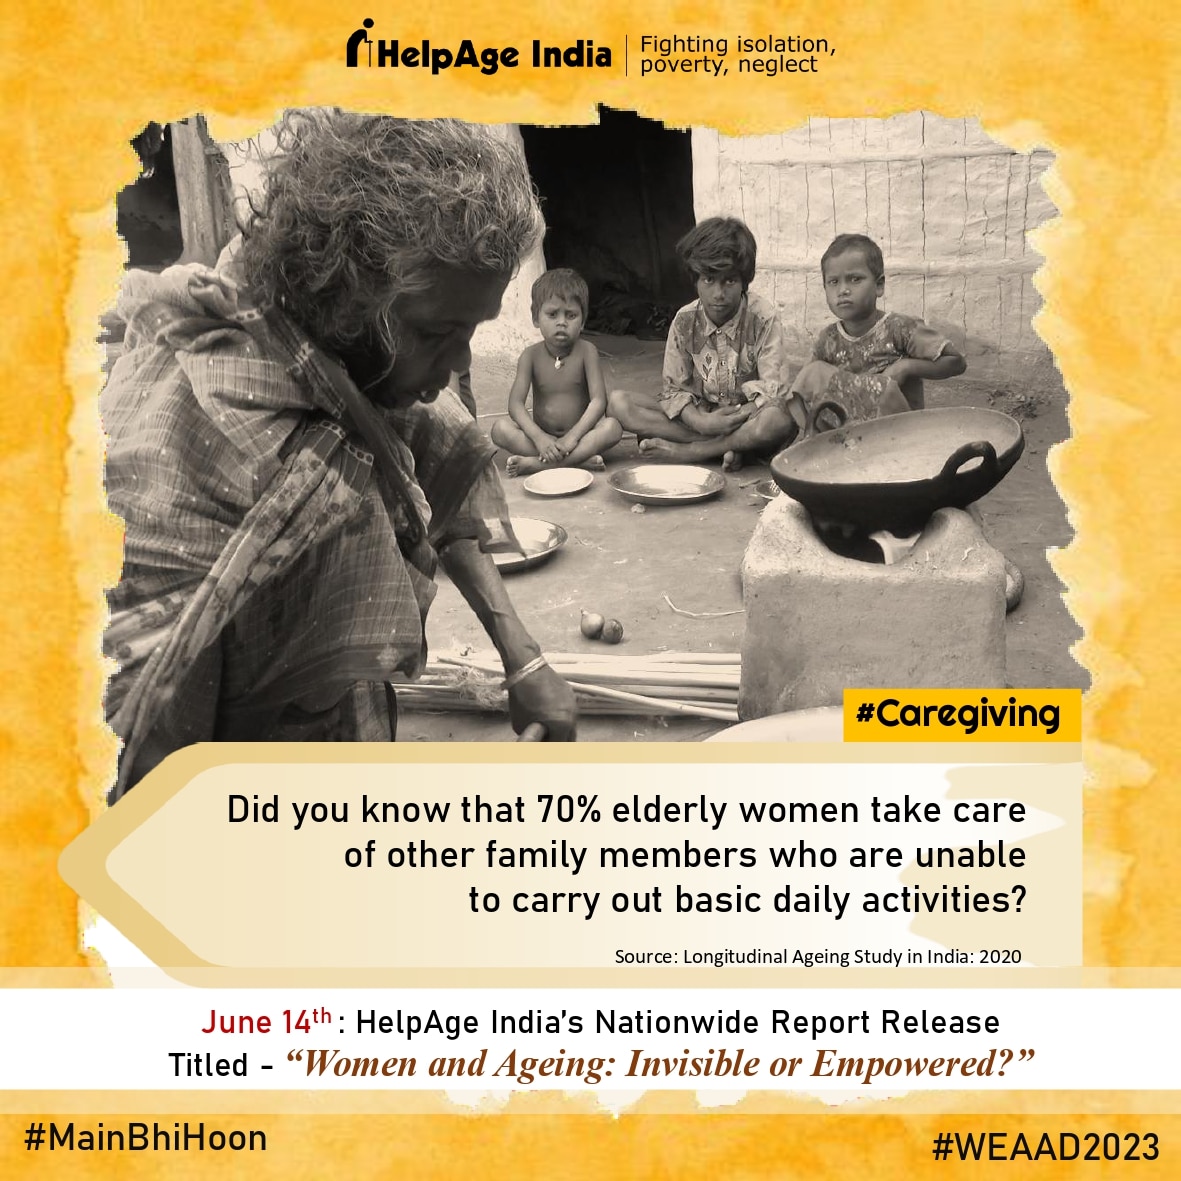 HelpAge India
Fighting isolation,
poverty, neglect
#Caregiving
Did you know that 70% elderly women take care
of other family members who are unable
to carry out basic daily activities?
Source: Longitudinal Ageing Study in India: 2020
June 14th : HelpAge India’s Nationwide Report Release
Titled - “Women and Ageing: Invisible or Empowered?”
#MainBhiHoon
#WEAAD2023